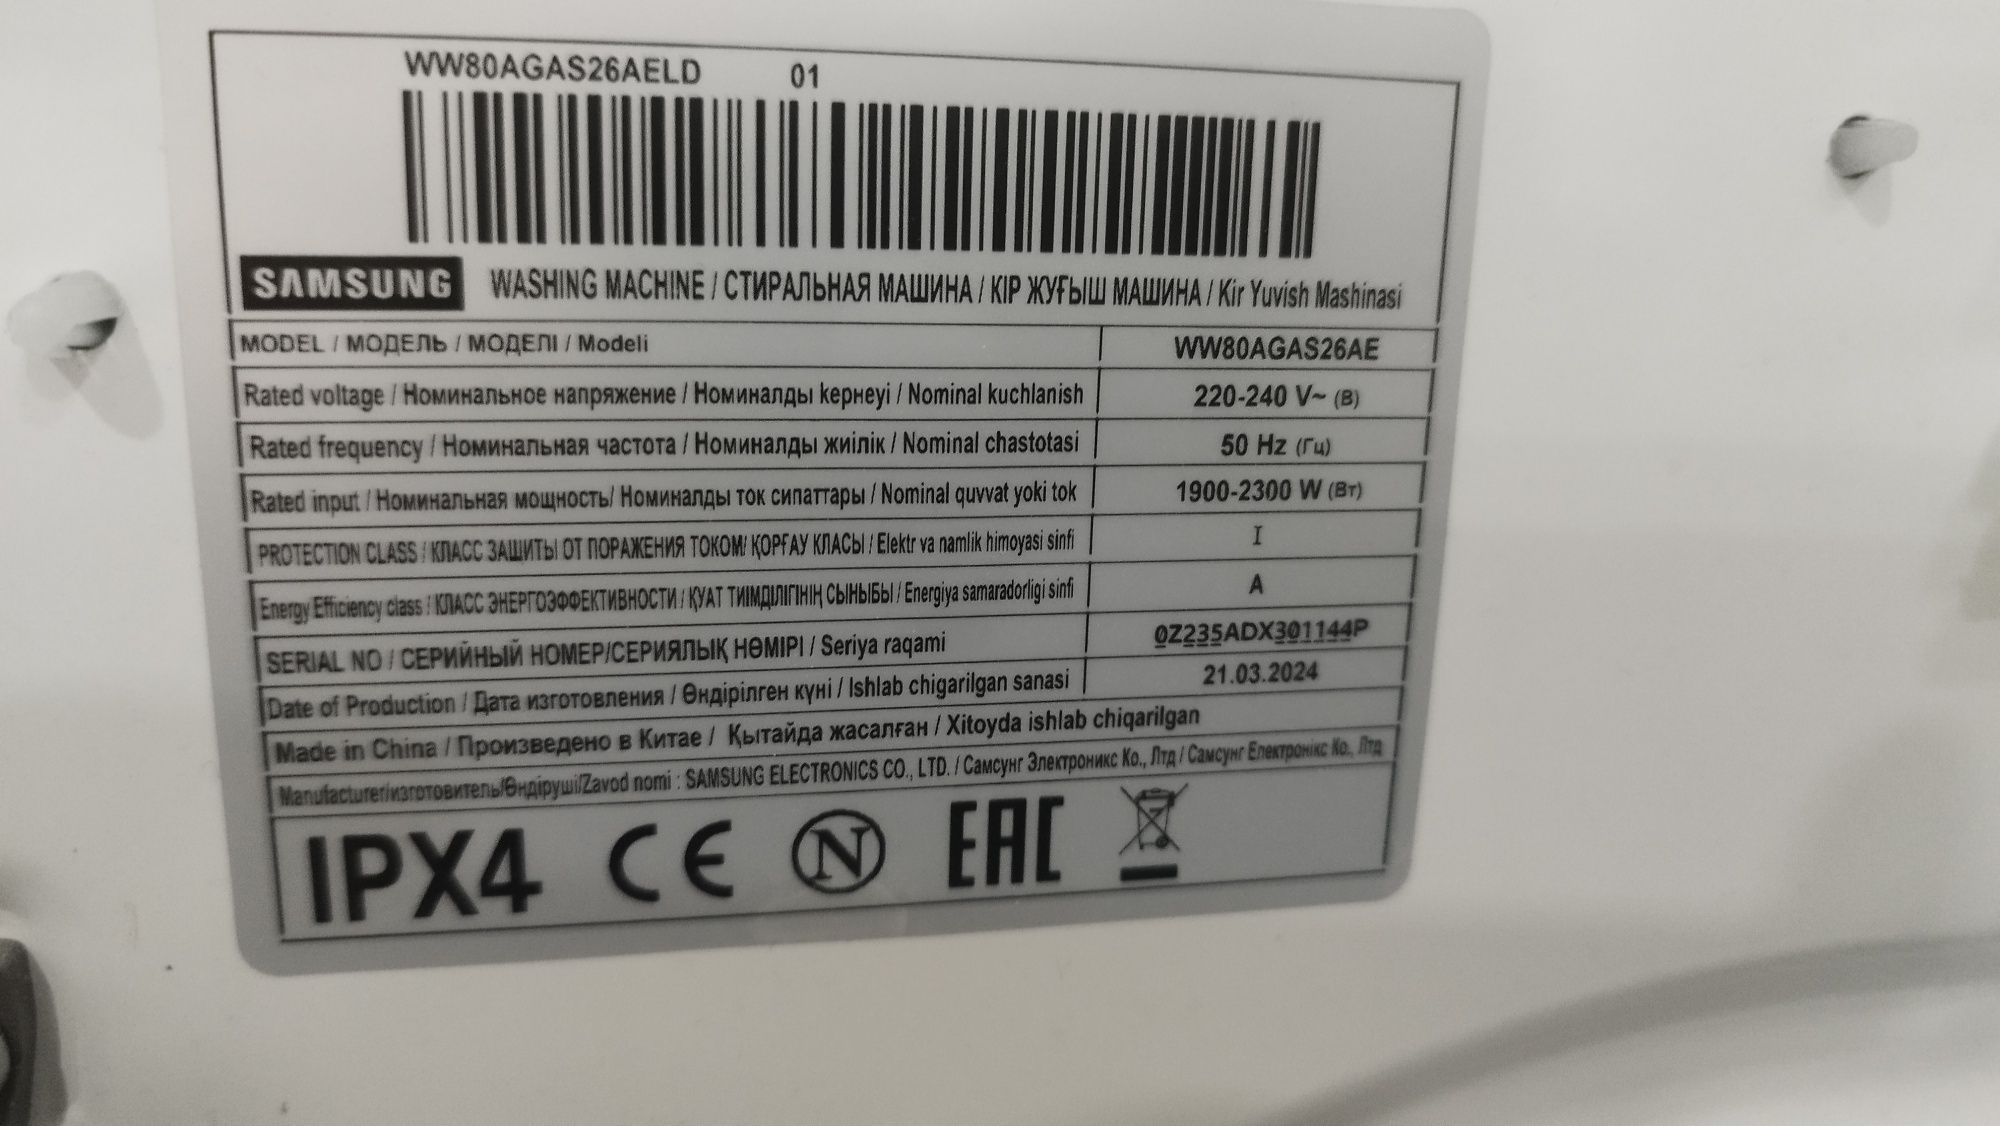 WW80AGAS26AELD 01
SAMSUNG WASHING MACHINE / СТИРАЛЬНАЯ МАШИНА / КІР ЖУҒЫШ МАШИНА / Kir Yuvish Mashinasi
MODEL / МОДЕЛЬ / МОДЕЛІ / Modeli WW80AGAS26AE
Rated voltage / Номинальное напряжение / Номиналды kернеуі / Nominal kuchlanish 220-240 V~ (В)
Rated frequency / Номинальная частота / Номиналды жиілік / Nominal chastotasi 50 Hz (Гц)
Rated input / Номинальная мощность/ Номиналды ток сипаттары / Nominal quvvat yoki tok 1900-2300 W (Вт)
PROTECTION CLASS / КЛАСС ЗАЩИТЫ ОТ ПОРАЖЕНИЯ ТОКОМ/ ҚОРҒАУ КЛАСЫ / Elektr va namlik himoyasi sinfi I
Energy Efficiency class / КЛАСС ЭНЕРГОЭФФЕКТИВНОСТИ / ҚУАТ ТИІМДІЛІГІНІҢ СЫНЫБЫ / Energiya samaradorligi sinfi A
SERIAL NO / СЕРИЙНЫЙ НОМЕР/СЕРИЯЛЫҚ НӨМІРІ / Seriya raqami 0Z235ADX301144P
Date of Production / Дата изготовления / Өндірілген күні / Ishlab chigarilgan sanasi 21.03.2024
Made in China / Произведено в Китае / Қытайда жасалған / Xitoyda ishlab chiqarilgan
Manufacturer/изготовитель/Өндіруші/Zavod nomi : SAMSUNG ELECTRONICS CO., LTD. / Самсунг Электроникс Ко., Лтд / Самсунг Електронікс Ко., Лтд
IPX4 CE N EAC